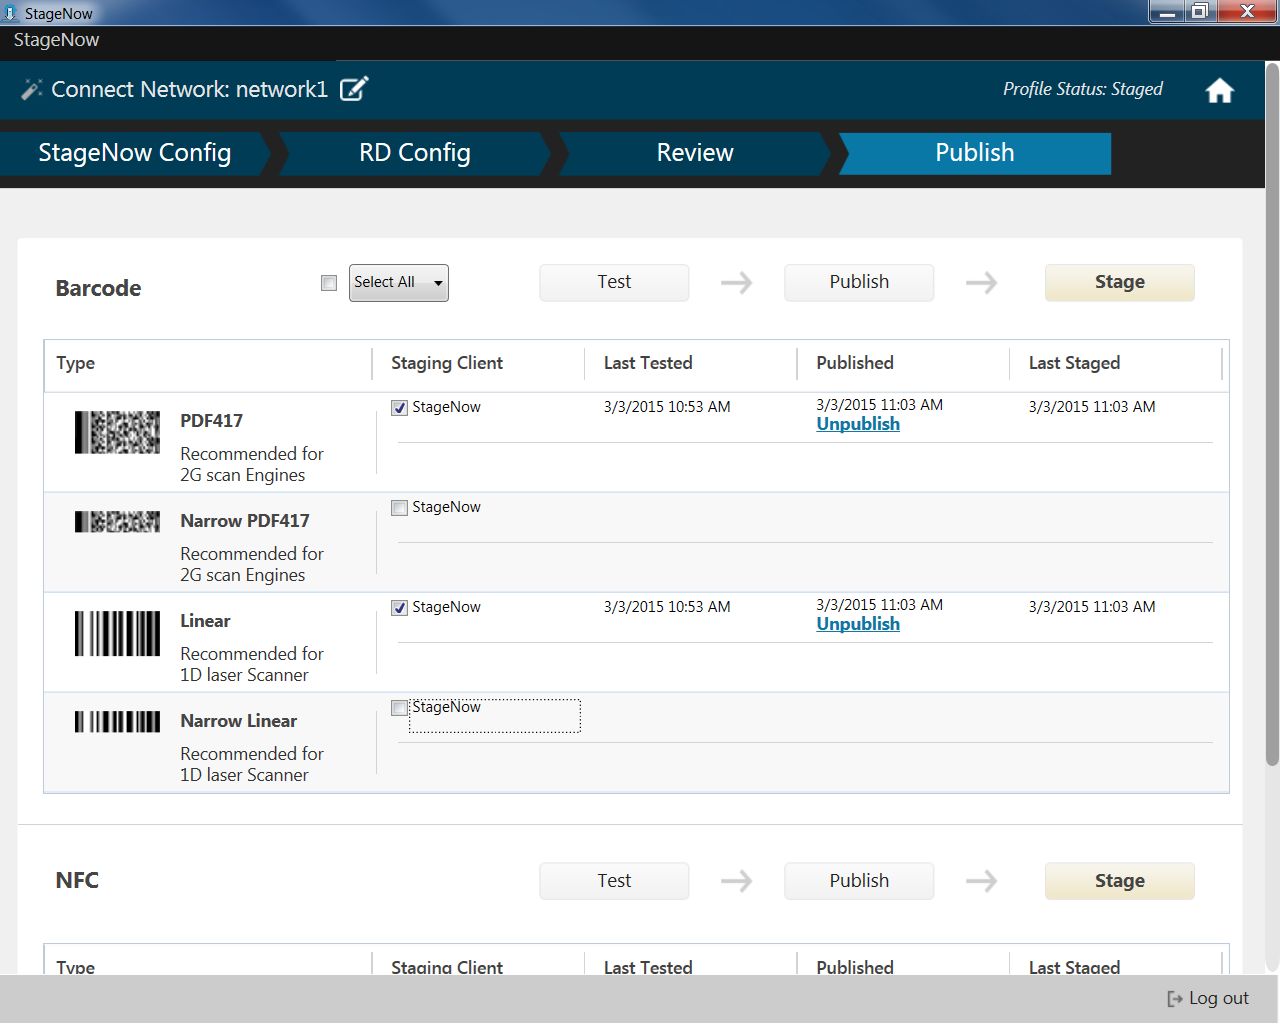 StageNow
StageNow
Connect Network: network1
Profile Status: Staged
StageNow Config
RD Config
Review
Publish
Barcode
Select All
Test
Publish
Stage
Type
Staging Client
Last Tested
Published
Last Staged
PDF417
Recommended for
2G scan Engines
StageNow
3/3/2015 10:53 AM
3/3/2015 11:03 AM
Unpublish
3/3/2015 11:03 AM
Narrow PDF417
Recommended for
2G scan Engines
StageNow
Linear
Recommended for
1D laser Scanner
StageNow
3/3/2015 10:53 AM
3/3/2015 11:03 AM
Unpublish
3/3/2015 11:03 AM
Narrow Linear
Recommended for
1D laser Scanner
StageNow
NFC
Test
Publish
Stage
Type
Staging Client
Last Tested
Published
Last Staged
Log out